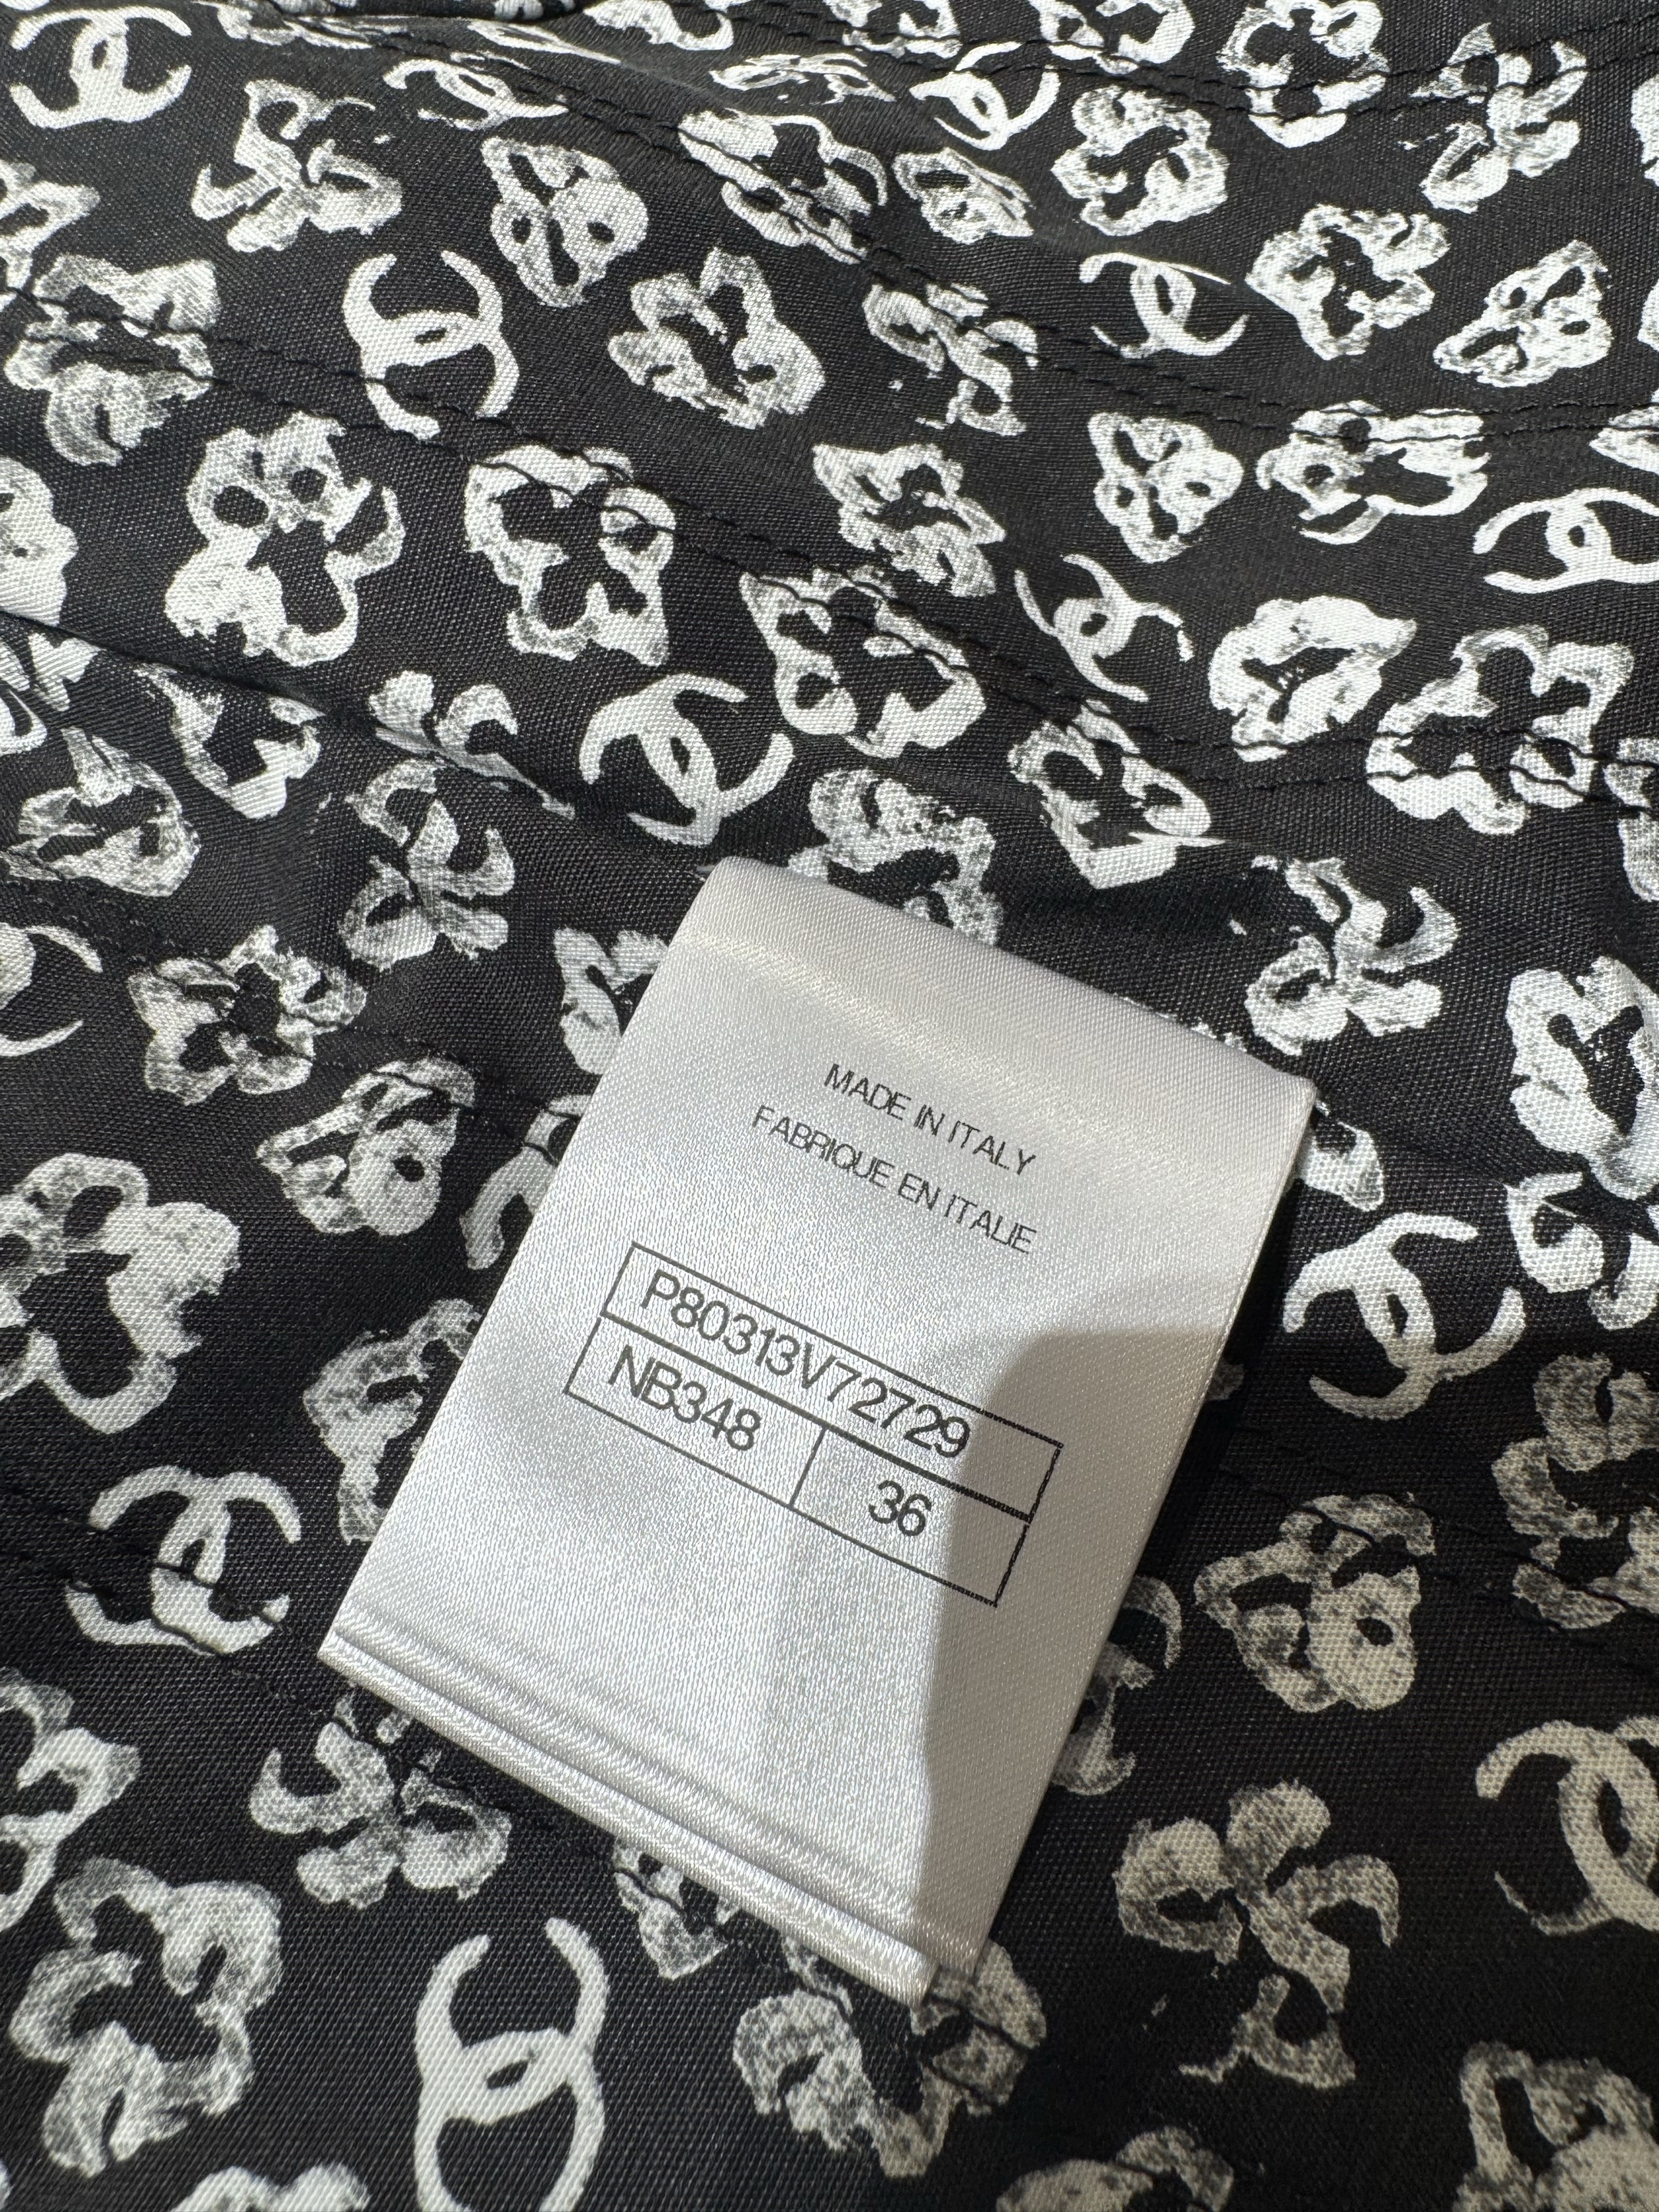 MADE IN ITALY
FABRIQUE EN ITALIE
P80313V72729
NB348 36